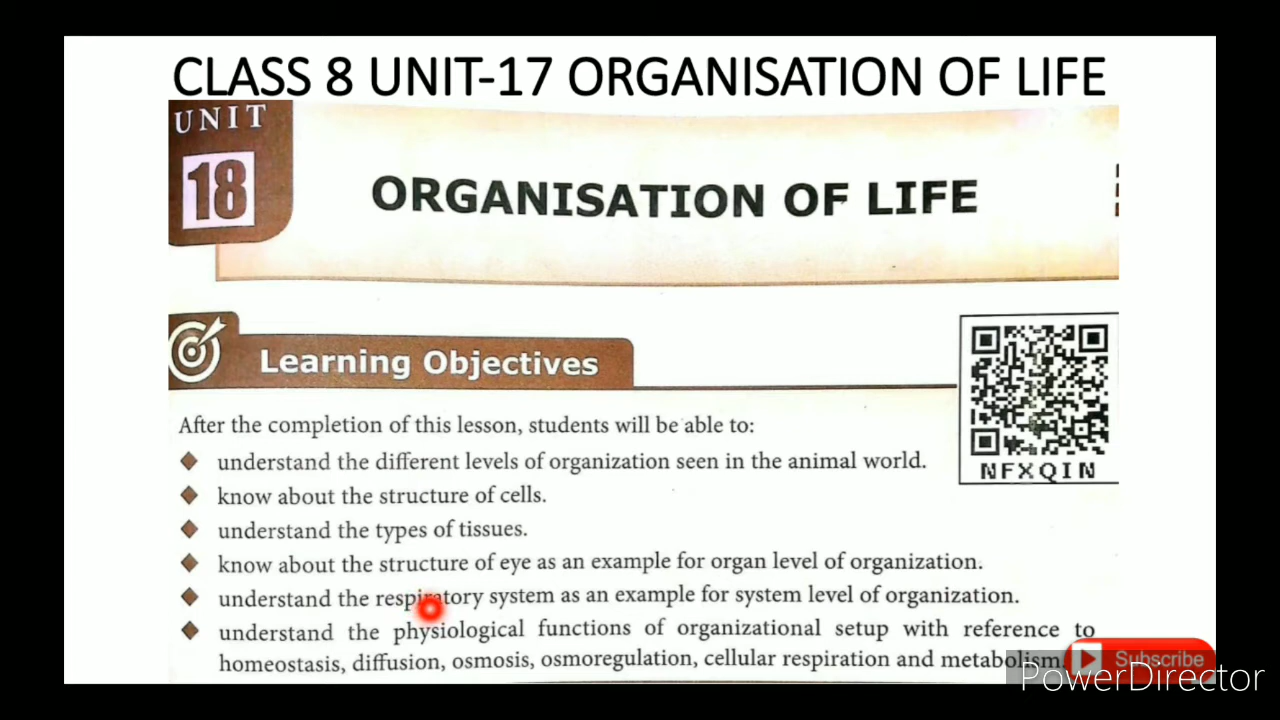 CLASS 8 UNIT-17 ORGANISATION OF LIFE
UNIT
18
ORGANISATION OF LIFE
Learning Objectives
NFXQIN
After the completion of this lesson, students will be able to:
understand the different levels of organization seen in the animal world.
know about the structure of cells.
understand the types of tissues.
know about the structure of eye as an example for organ level of organization.
understand the respiratory system as an example for system level of organization.
understand the physiological functions of organizational setup with reference to
homeostasis, diffusion, osmosis, osmoregulation, cellular respiration and metabolism.
Subscribe
PowerDirector